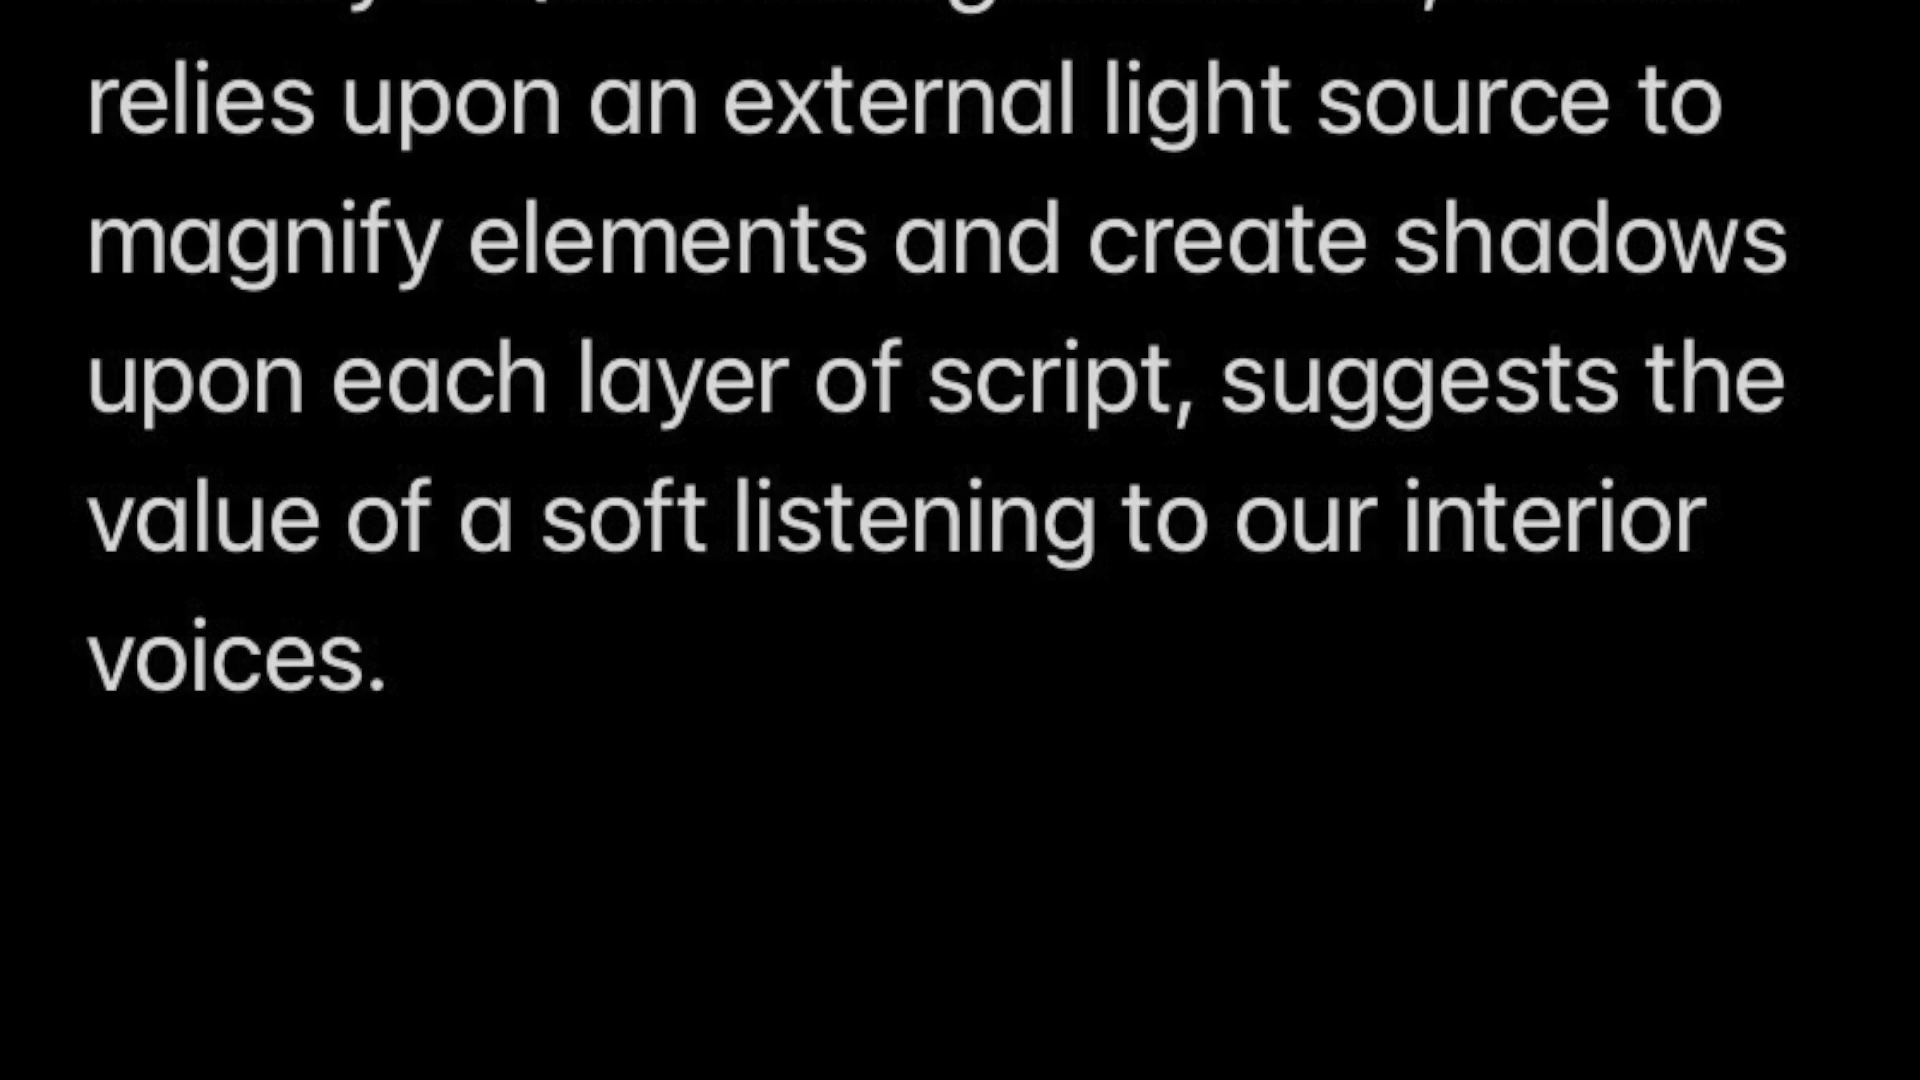 relies upon an external light source to
magnify elements and create shadows
upon each layer of script, suggests the
value of a soft listening to our interior
voices.